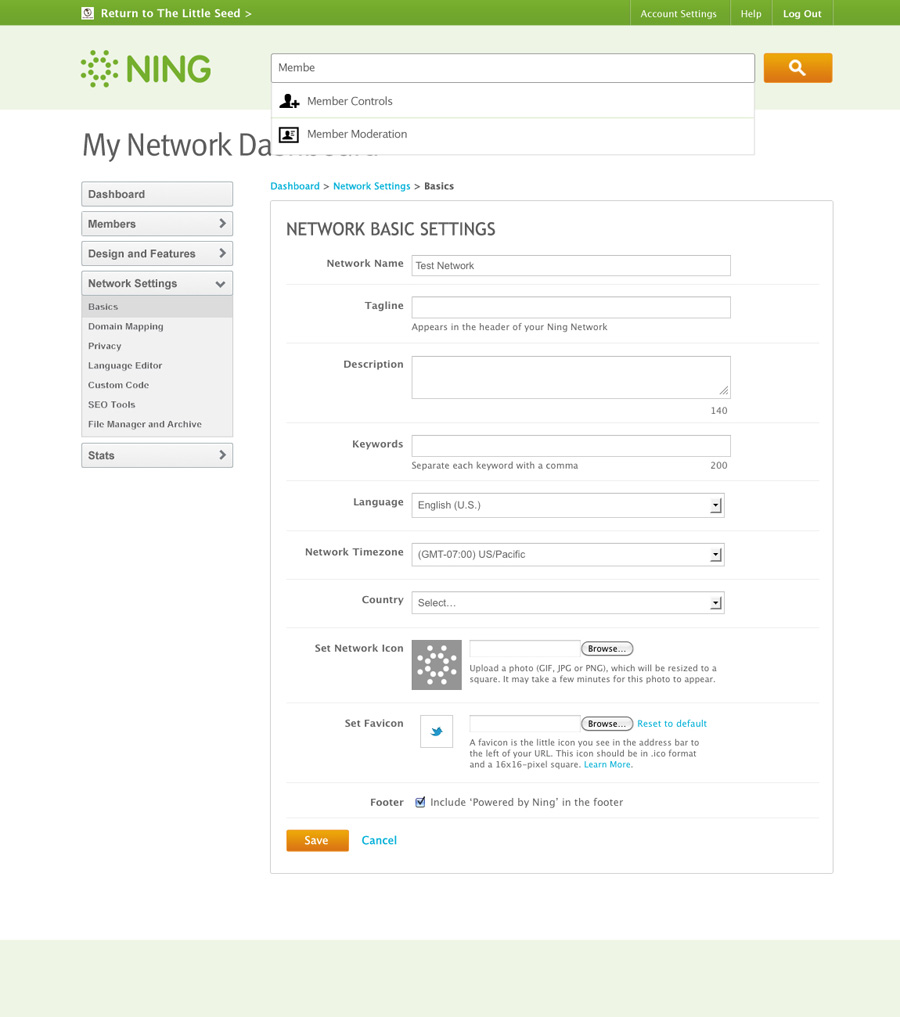 Return to The Little Seed >
Account Settings
Help
Log Out
NING
Membe
Member Controls
Member Moderation
My Network Dashboard
Dashboard
Members
Design and Features
Network Settings
Basics
Domain Mapping
Privacy
Language Editor
Custom Code
SEO Tools
File Manager and Archive
Stats
Dashboard > Network Settings > Basics
NETWORK BASIC SETTINGS
Network Name
Test Network
Tagline
Appears in the header of your Ning Network
Description
140
Keywords
Separate each keyword with a comma
200
Language
English (U.S.)
Network Timezone
(GMT-07:00) US/Pacific
Country
Select...
Set Network Icon
Browse...
Upload a photo (GIF, JPG or PNG), which will be resized to a
square. It may take a few minutes for this photo to appear.
Set Favicon
Browse...
Reset to default
A favicon is the little icon you see in the address bar to
the left of your URL. This icon should be in .ico format
and a 16x16-pixel square. Learn More.
Footer
Include ‘Powered by Ning’ in the footer
Save
Cancel